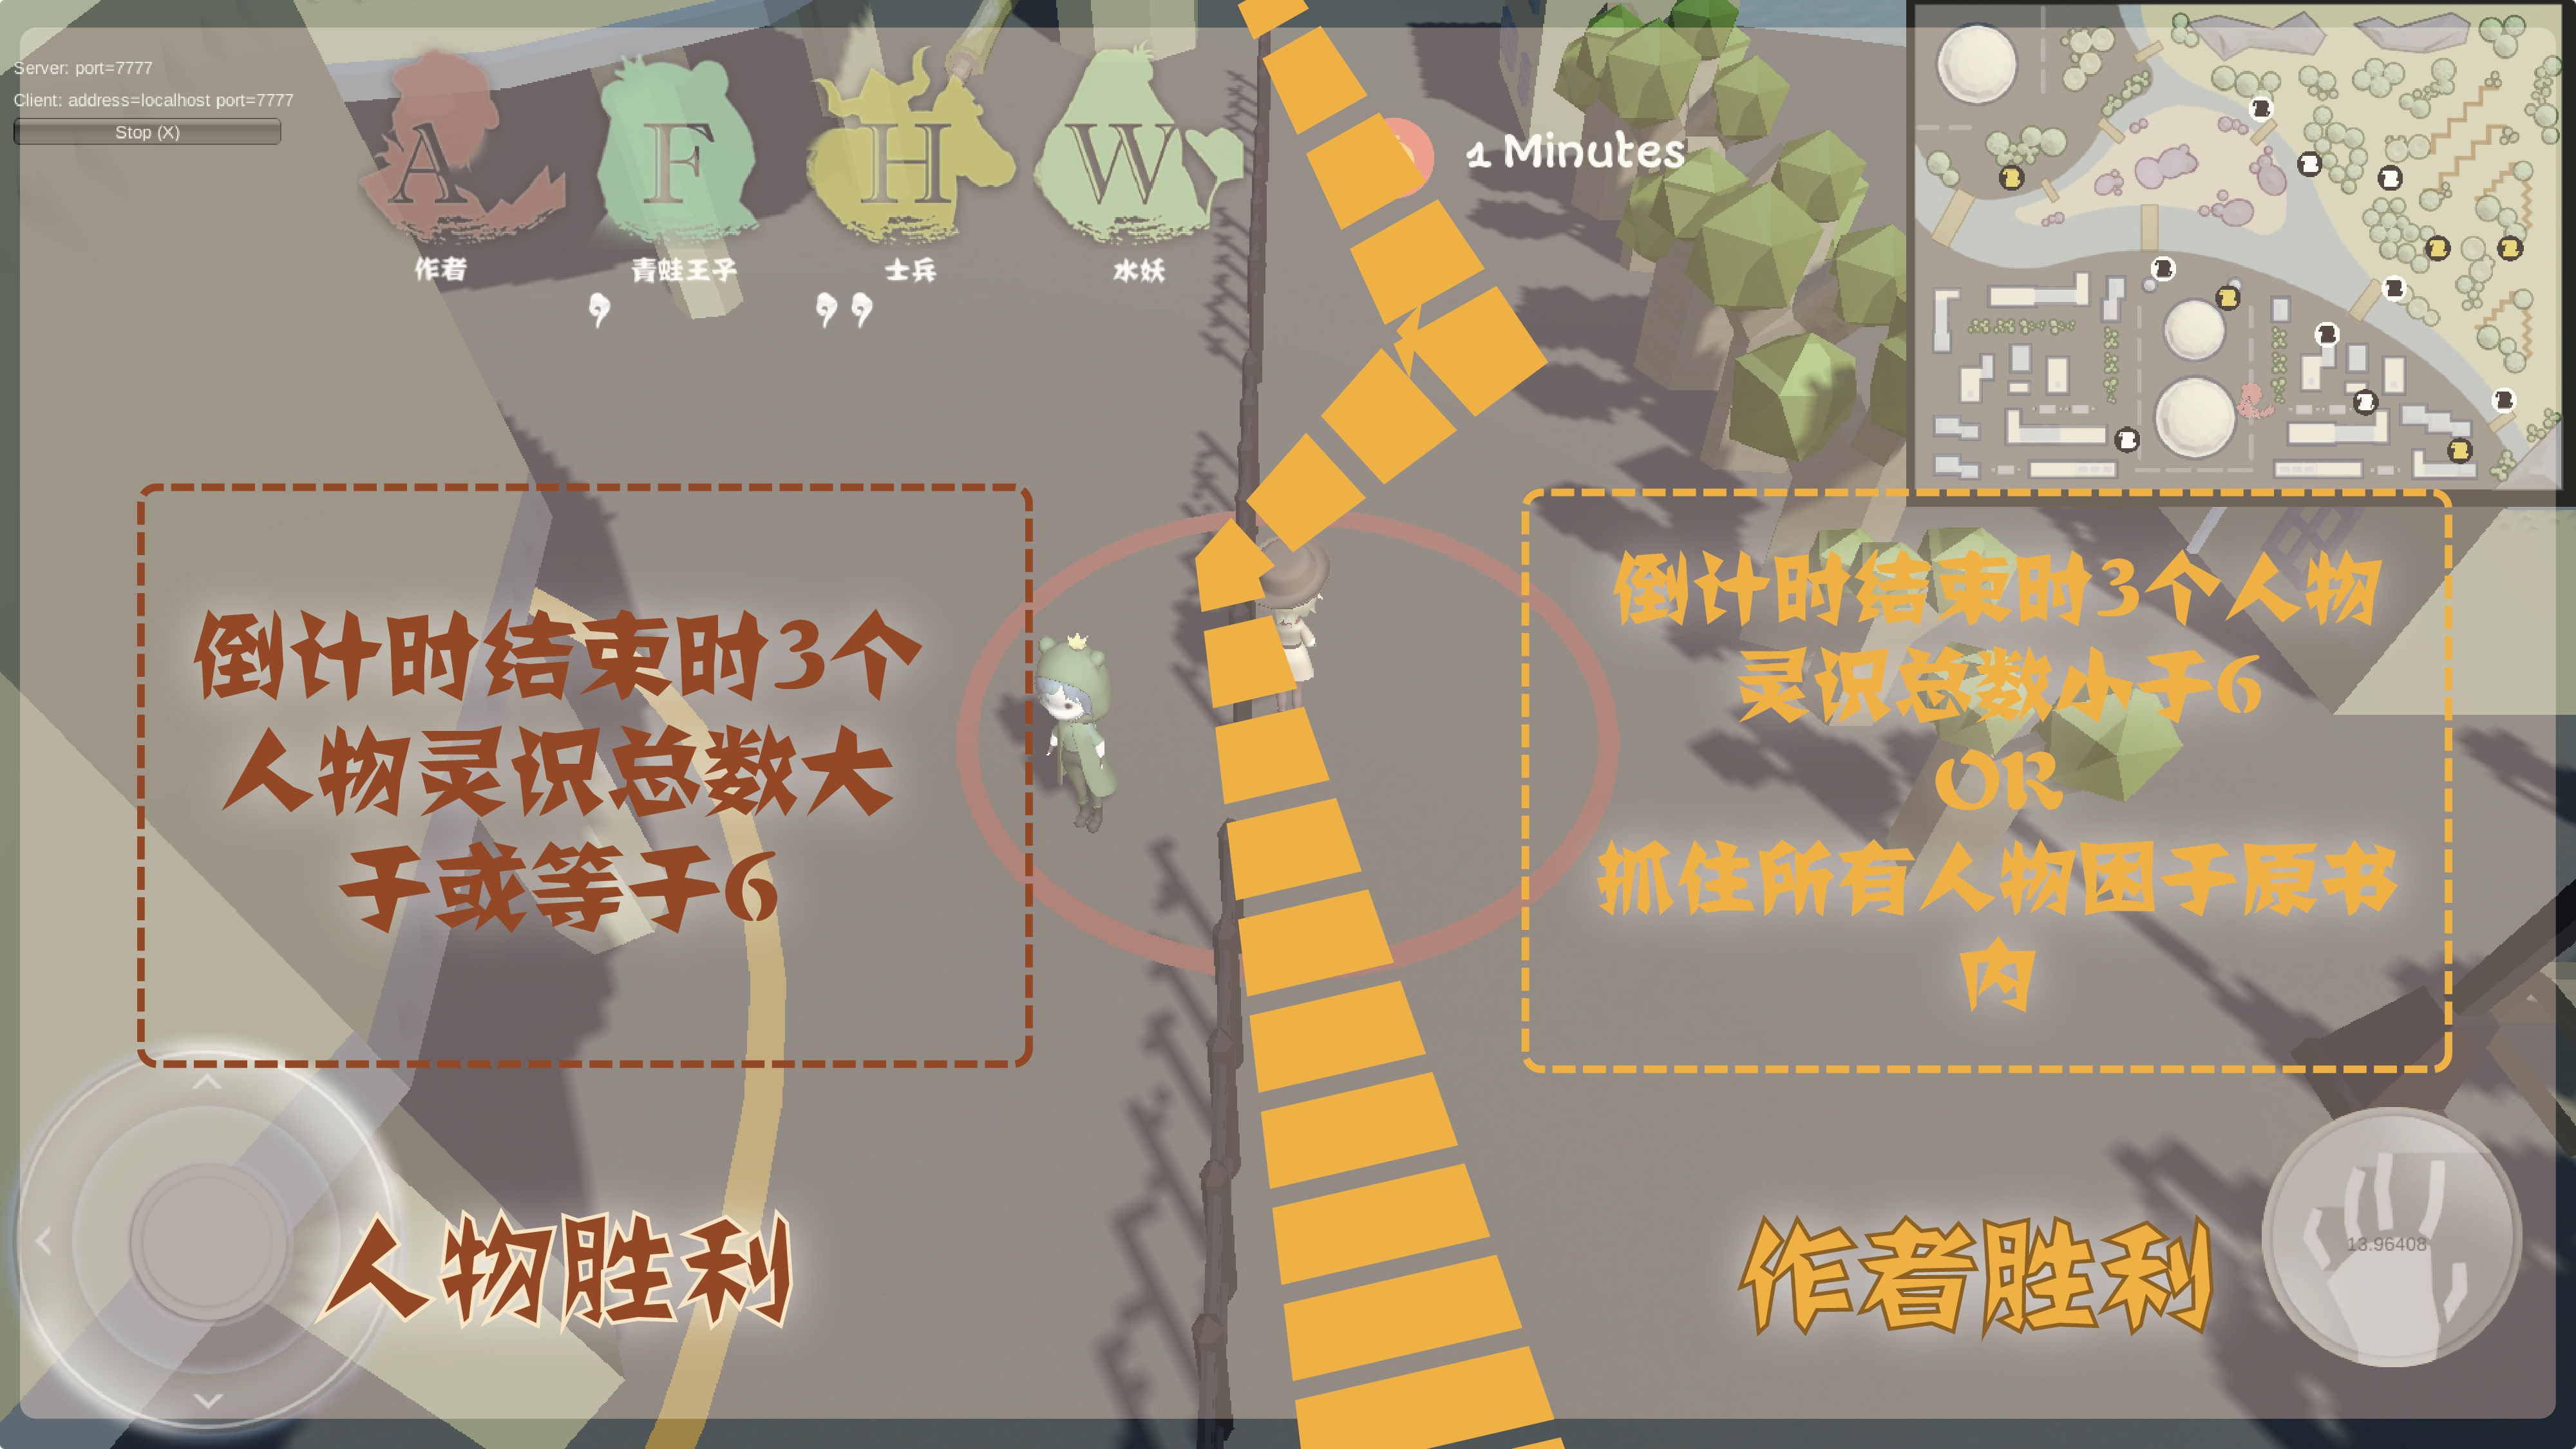 Server: port=7777
Client: address=localhost port=7777
Stop (X)
A
F
H
W
作者
青蛙王子
士兵
水妖
1 Minutes
倒计时结束时3个
人物灵识总数大
于或等于6
倒计时结束时3个人物
灵识总数小于6
OR
抓住所有人物困于原书
内
人物胜利
作者胜利
13.96408